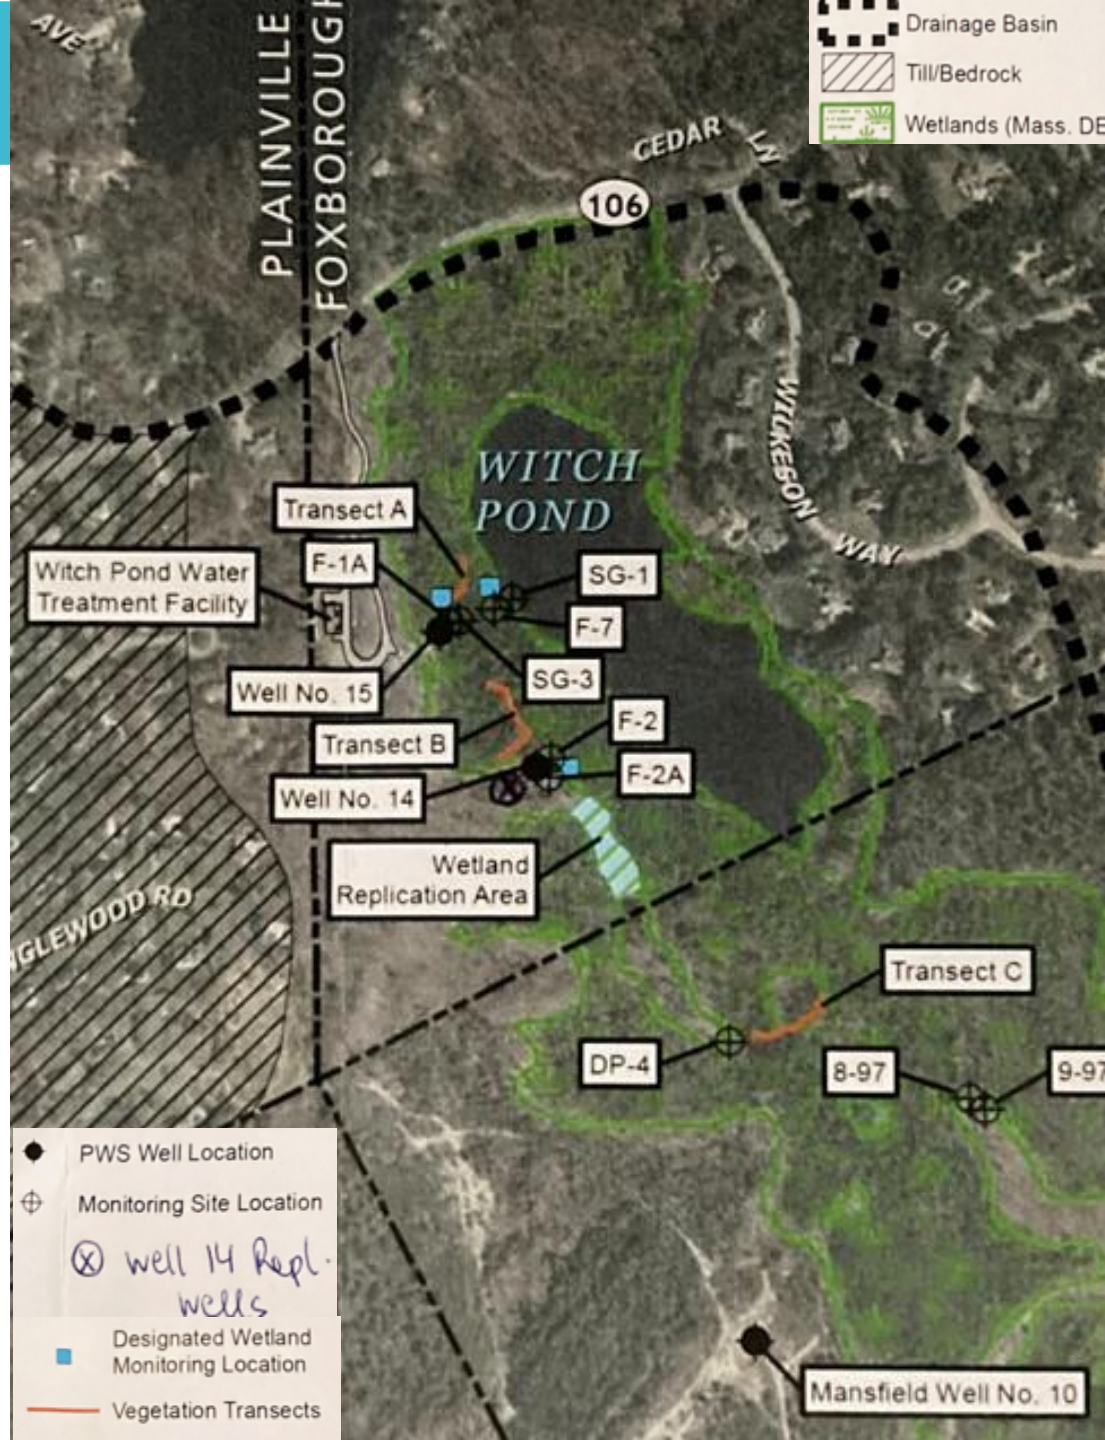 AVE
PLAINVILLE
FOXBOROUGH
Drainage Basin
Till/Bedrock
Wetlands (Mass. DE
CEDAR LN
106
WILKESON WAY
WITCH
POND
Transect A
F-1A
SG-1
Witch Pond Water
Treatment Facility
F-7
SG-3
Well No. 15
F-2
Transect B
F-2A
Well No. 14
Wetland
Replication Area
NGLEWOOD RD
Transect C
DP-4
8-97
9-97
PWS Well Location
Monitoring Site Location
well 14 Repl.
wells
Designated Wetland
Monitoring Location
Vegetation Transects
Mansfield Well No. 10